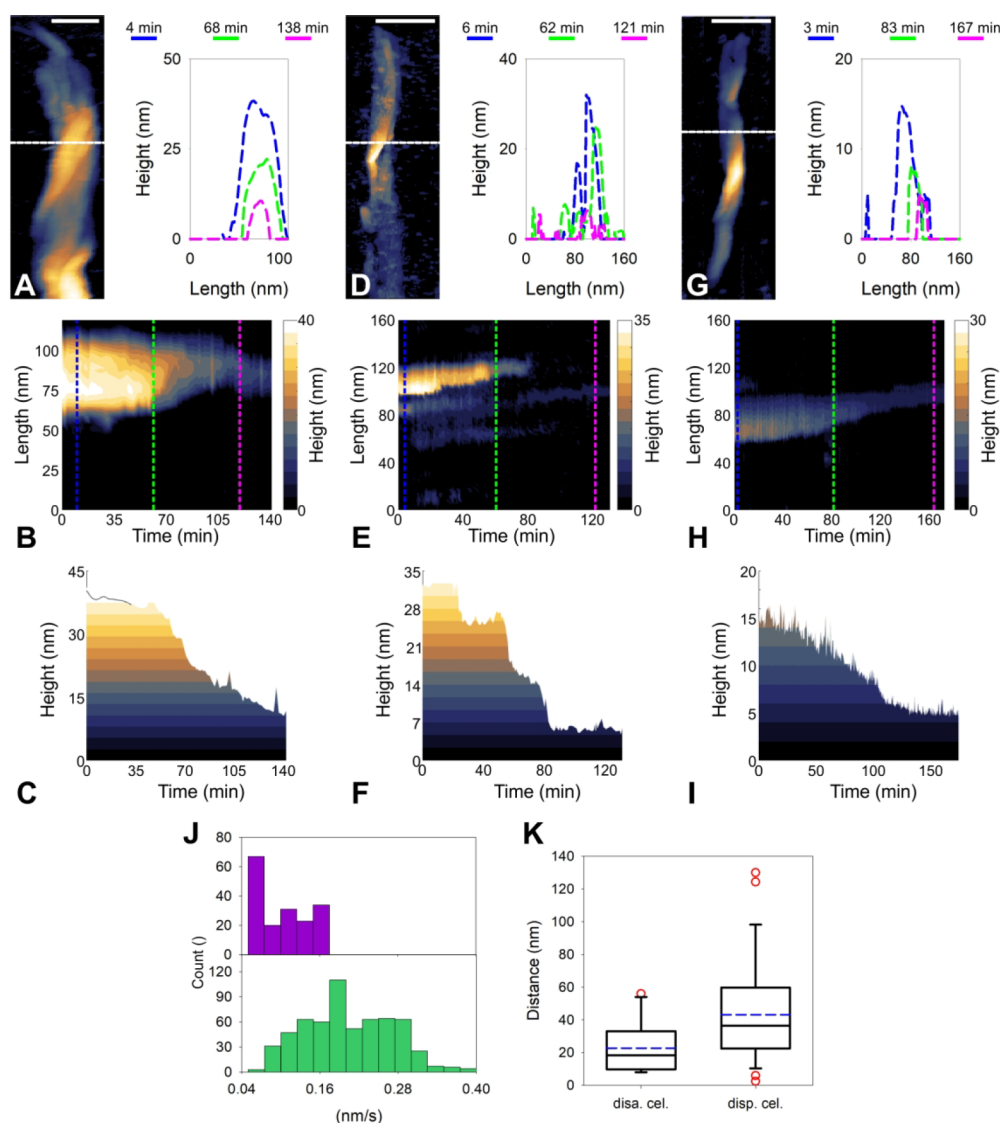 4 min 68 min 138 min 6 min 62 min 121 min 3 min 83 min 167 min
50 40 20
Height (nm) Height (nm) Height (nm)
25 20 10
0 0 0
0 100 0 80 160 0 80 160
A D G
Length (nm) Length (nm) Length (nm)
40 160 35 160 30
100 120 120
75 80 80
50
25 40 40
0 0 0 0 0 0
Length (nm) Height (nm) Length (nm) Height (nm) Length (nm) Height (nm)
0 35 70 105 140 0 40 80 120 0 40 80 120 160
B Time (min) E Time (min) H Time (min)
45 35 20
28 15
30 21
14 10
15 7 5
0 0 0
Height (nm) Height (nm) Height (nm)
0 35 70 105 140 0 40 80 120 0 50 100 150
C Time (min) F Time (min) I Time (min)
J K
80
60
40
20
0
120
90
60
30
0
Count ()
0.04 0.16 0.28 0.40
(nm/s)
140
120
100
80
60
40
20
0
Distance (nm)
disa. cel. disp. cel.